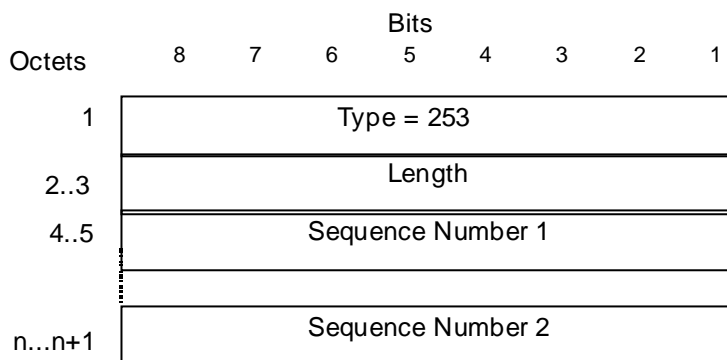 Bits
Octets 8 7 6 5 4 3 2 1
1 Type = 253
2..3 Length
4..5 Sequence Number 1
n...n+1 Sequence Number 2